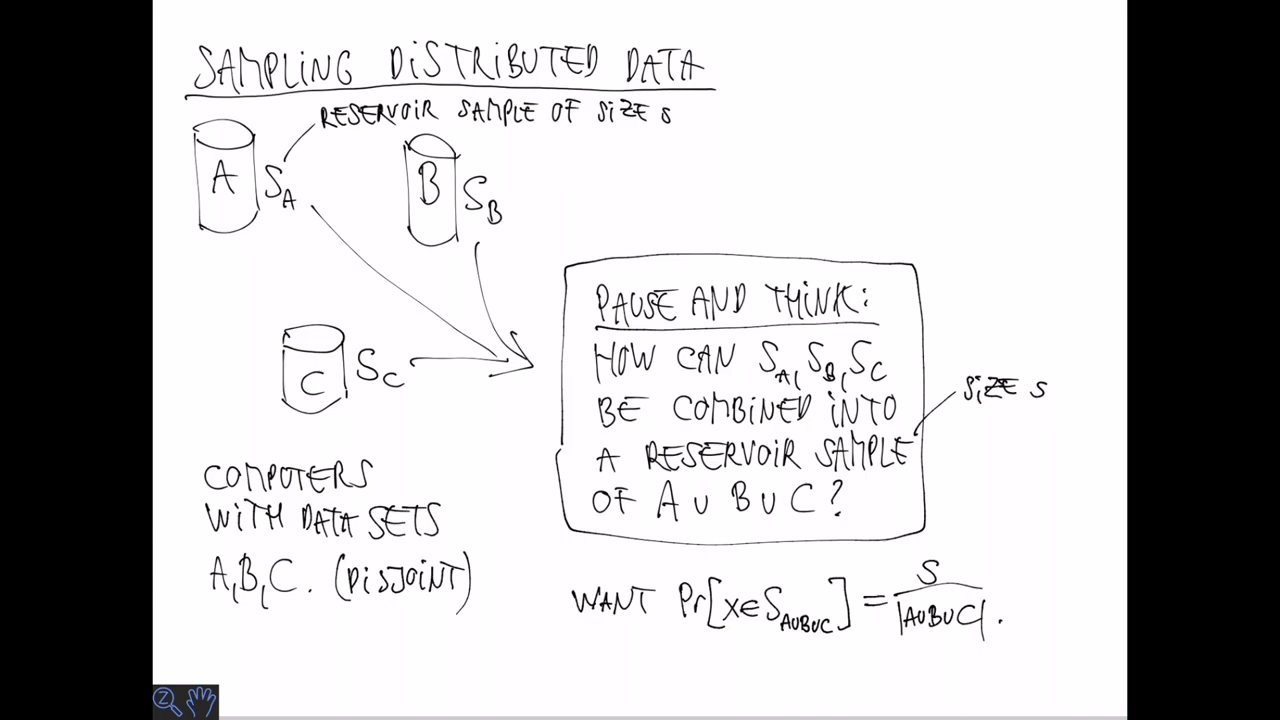 SAMPLING DISTRIBUTED DATA
RESERVOIR SAMPLE OF SIZE s
A S_A
B S_B
C S_C
PAUSE AND THINK:
HOW CAN S_A, S_B, S_C
BE COMBINED INTO
A RESERVOIR SAMPLE
OF A ∪ B ∪ C?
SIZE s
COMPUTERS
WITH DATA SETS
A, B, C. (DISJOINT)
WANT Pr[x∈S_{A∪B∪C}] = s / |A∪B∪C| .
Z